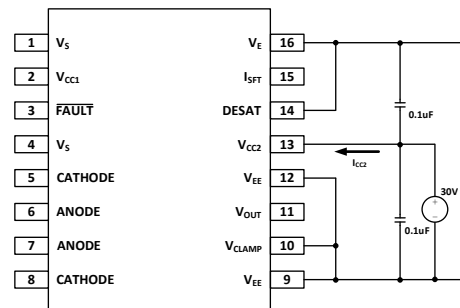 1 VS VE 16
2 VCC1 ISFT 15
3 FAULT DESAT 14
4 VS VCC2 13
5 CATHODE VEE 12
6 ANODE VOUT 11
7 ANODE VCLAMP 10
8 CATHODE VEE 9
0.1uF
ICC2
30V
0.1uF